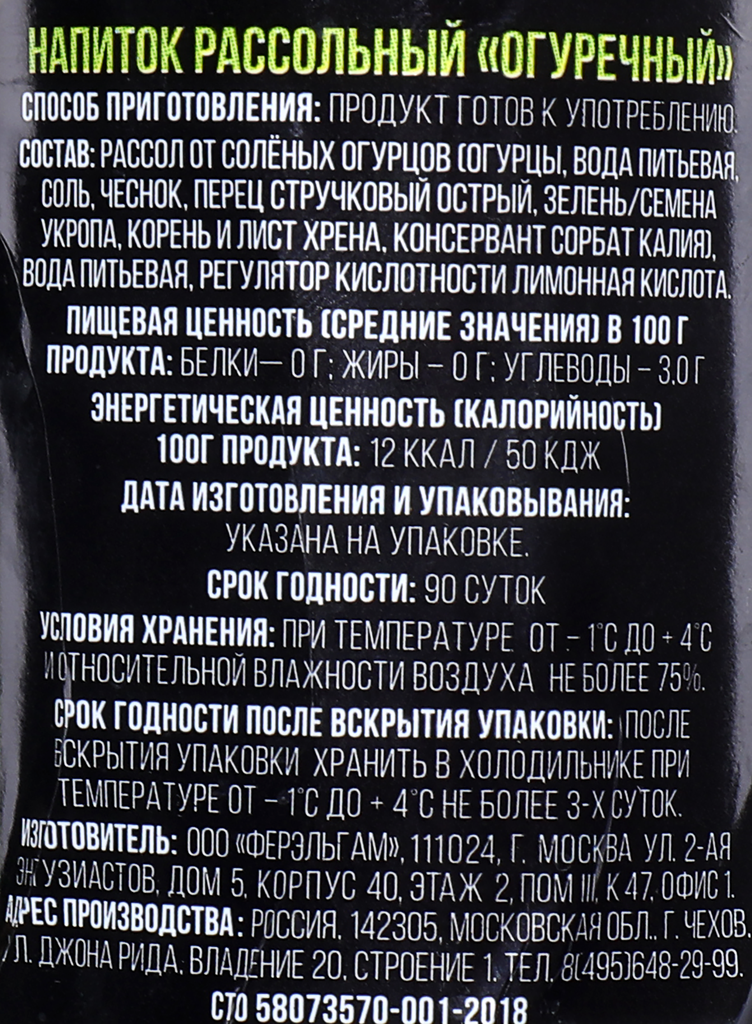 НАПИТОК РАССОЛЬНЫЙ «ОГУРЕЧНЫЙ»
СПОСОБ ПРИГОТОВЛЕНИЯ: ПРОДУКТ ГОТОВ К УПОТРЕБЛЕНИЮ.
СОСТАВ: РАССОЛ ОТ СОЛЁНЫХ ОГУРЦОВ (ОГУРЦЫ, ВОДА ПИТЬЕВАЯ,
СОЛЬ, ЧЕСНОК, ПЕРЕЦ СТРУЧКОВЫЙ ОСТРЫЙ, ЗЕЛЕНЬ/СЕМЕНА
УКРОПА, КОРЕНЬ И ЛИСТ ХРЕНА, КОНСЕРВАНТ СОРБАТ КАЛИЯ),
ВОДА ПИТЬЕВАЯ, РЕГУЛЯТОР КИСЛОТНОСТИ ЛИМОННАЯ КИСЛОТА.
ПИЩЕВАЯ ЦЕННОСТЬ (СРЕДНИЕ ЗНАЧЕНИЯ) В 100 Г
ПРОДУКТА: БЕЛКИ— 0 Г; ЖИРЫ – 0 Г; УГЛЕВОДЫ – 3,0 Г
ЭНЕРГЕТИЧЕСКАЯ ЦЕННОСТЬ (КАЛОРИЙНОСТЬ)
100Г ПРОДУКТА: 12 ККАЛ / 50 КДЖ
ДАТА ИЗГОТОВЛЕНИЯ И УПАКОВЫВАНИЯ:
УКАЗАНА НА УПАКОВКЕ.
СРОК ГОДНОСТИ: 90 СУТОК
УСЛОВИЯ ХРАНЕНИЯ: ПРИ ТЕМПЕРАТУРЕ ОТ – 1°С ДО + 4°С
И ОТНОСИТЕЛЬНОЙ ВЛАЖНОСТИ ВОЗДУХА НЕ БОЛЕЕ 75%.
СРОК ГОДНОСТИ ПОСЛЕ ВСКРЫТИЯ УПАКОВКИ: ПОСЛЕ
ВСКРЫТИЯ УПАКОВКИ ХРАНИТЬ В ХОЛОДИЛЬНИКЕ ПРИ
ТЕМПЕРАТУРЕ ОТ – 1°С ДО + 4°С НЕ БОЛЕЕ 3-Х СУТОК.
ИЗГОТОВИТЕЛЬ: ООО «ФЕРЭЛЬГАМ», 111024, Г. МОСКВА УЛ. 2-АЯ
ЭНТУЗИАСТОВ, ДОМ 5, КОРПУС 40, ЭТАЖ 2, ПОМ III, К 47, ОФИС 1.
АДРЕС ПРОИЗВОДСТВА: РОССИЯ, 142305, МОСКОВСКАЯ ОБЛ., Г. ЧЕХОВ,
УЛ. ДЖОНА РИДА, ВЛАДЕНИЕ 20, СТРОЕНИЕ 1. ТЕЛ. 8(495)648-29-99.
СТО 58073570-001-2018